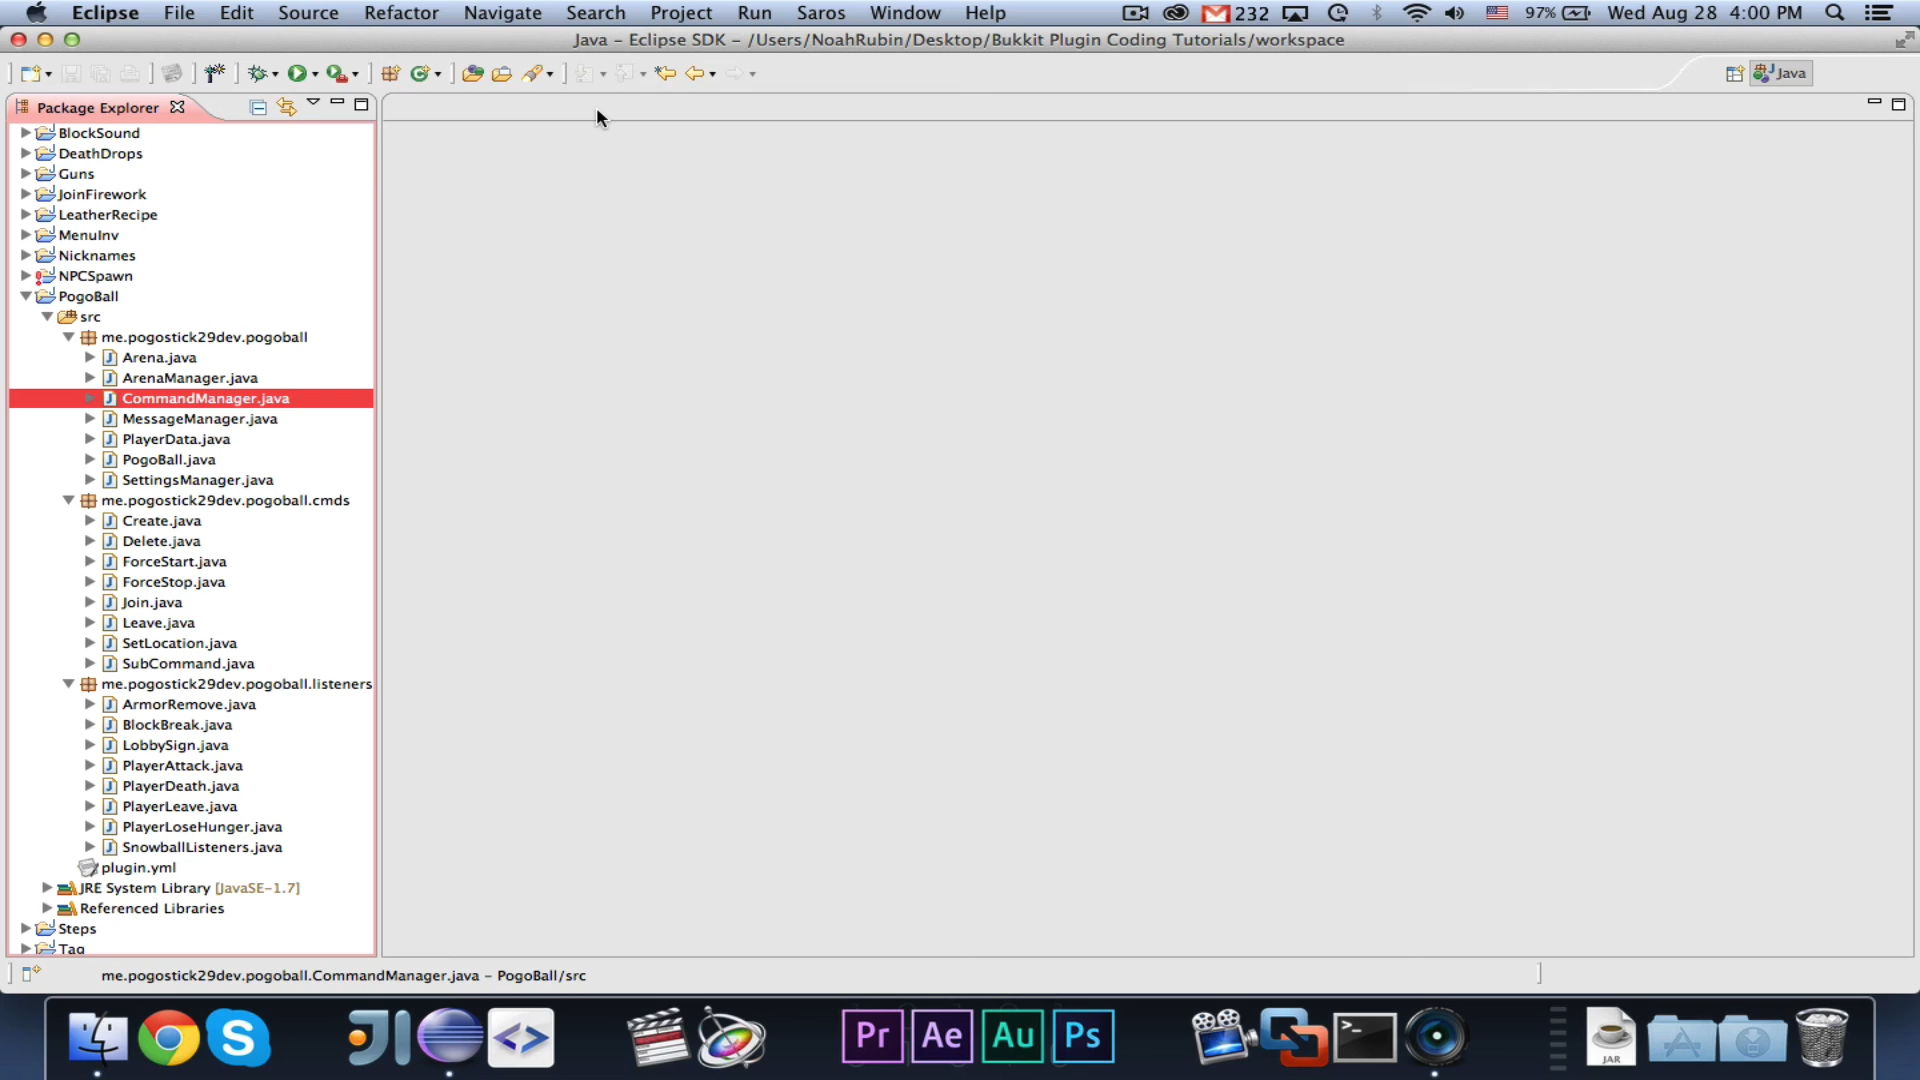 Eclipse File Edit Source Refactor Navigate Search Project Run Saros Window Help 232 97% Wed Aug 28 4:00 PM
Java – Eclipse SDK – /Users/NoahRubin/Desktop/Bukkit Plugin Coding Tutorials/workspace
Java
Package Explorer
BlockSound
DeathDrops
Guns
JoinFirework
LeatherRecipe
MenuInv
Nicknames
NPCSpawn
PogoBall
src
me.pogostick29dev.pogoball
Arena.java
ArenaManager.java
CommandManager.java
MessageManager.java
PlayerData.java
PogoBall.java
SettingsManager.java
me.pogostick29dev.pogoball.cmds
Create.java
Delete.java
ForceStart.java
ForceStop.java
Join.java
Leave.java
SetLocation.java
SubCommand.java
me.pogostick29dev.pogoball.listeners
ArmorRemove.java
BlockBreak.java
LobbySign.java
PlayerAttack.java
PlayerDeath.java
PlayerLeave.java
PlayerLoseHunger.java
SnowballListeners.java
plugin.yml
JRE System Library [JavaSE-1.7]
Referenced Libraries
Steps
Tag
me.pogostick29dev.pogoball.CommandManager.java – PogoBall/src
Pr Ae Au Ps
JAR